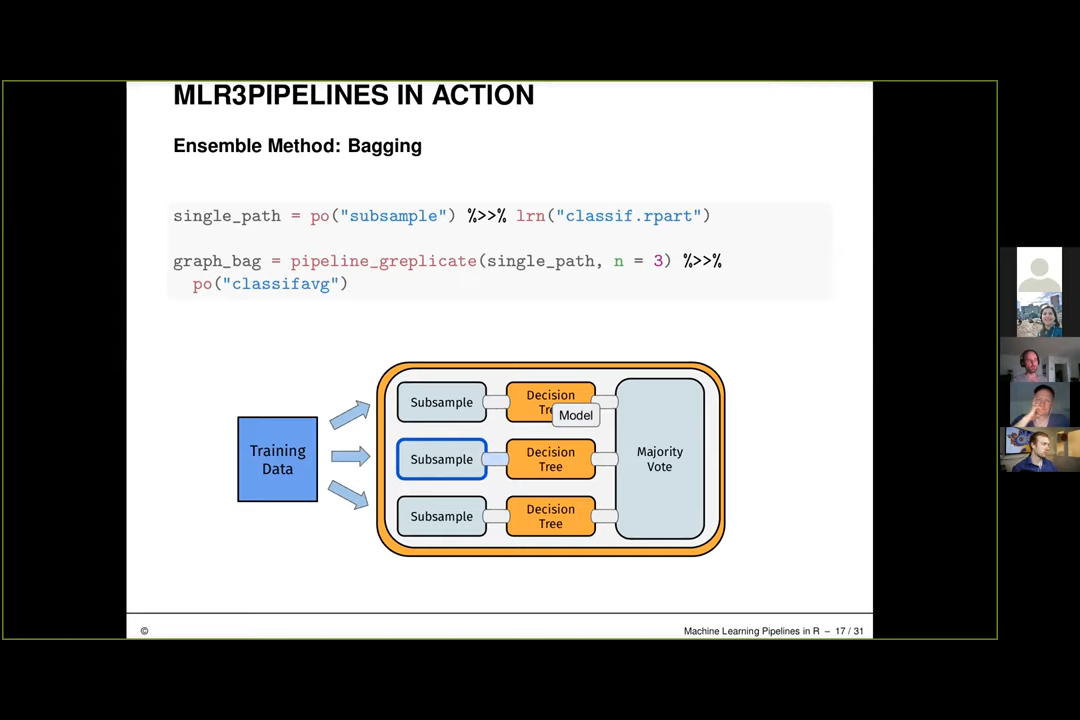 MLR3PIPELINES IN ACTION
Ensemble Method: Bagging
single_path = po("subsample") %>>% lrn("classif.rpart")
graph_bag = pipeline_greplicate(single_path, n = 3) %>>%
po("classifavg")
Training
Data
Subsample
Decision
Tre
Model
Subsample
Decision
Tree
Subsample
Decision
Tree
Majority
Vote
©
Machine Learning Pipelines in R – 17 / 31